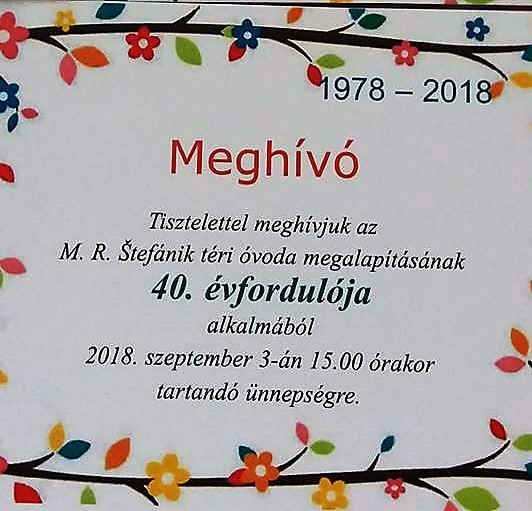 1978 – 2018
Meghívó
Tisztelettel meghívjuk az
M. R. Štefánik téri óvoda megalapításának
40. évfordulója
alkalmából
2018. szeptember 3-án 15.00 órakor
tartandó ünnepségre.